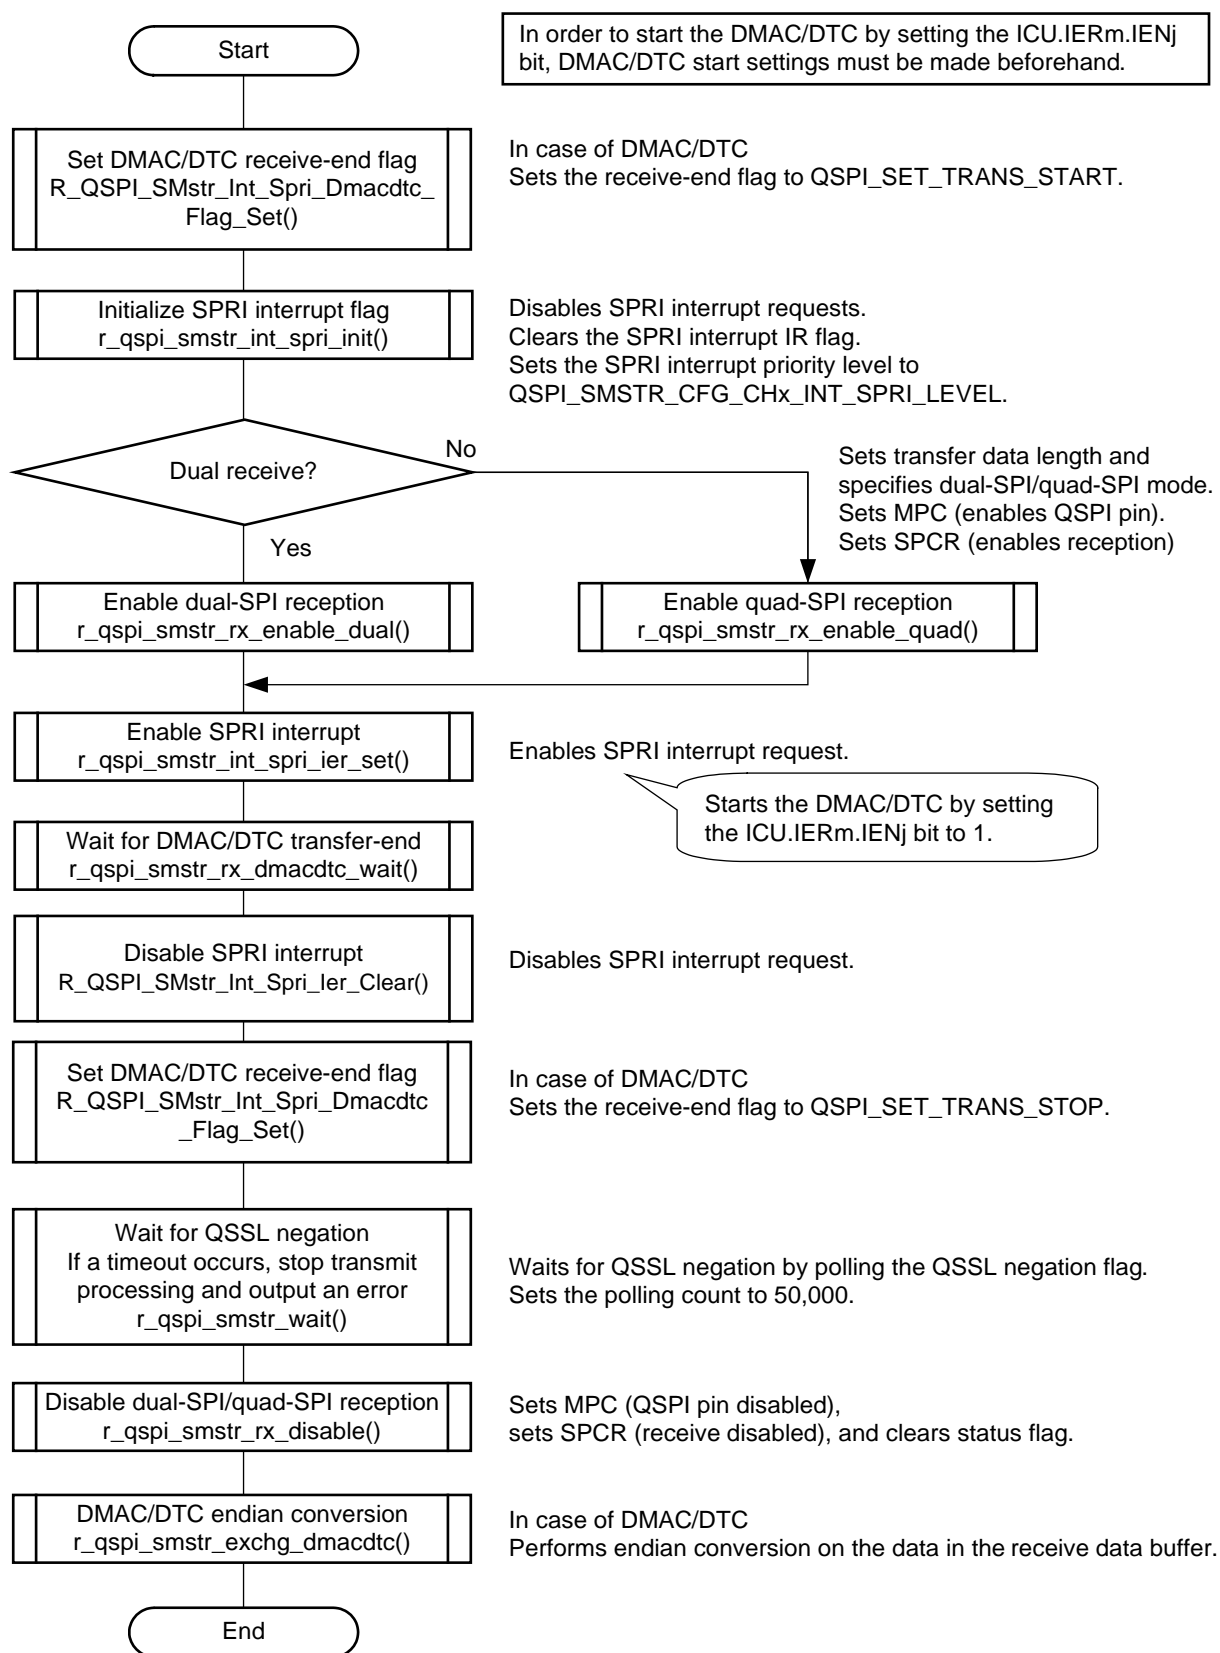 Start
In order to start the DMAC/DTC by setting the ICU.IERm.IENj
bit, DMAC/DTC start settings must be made beforehand.
Set DMAC/DTC receive-end flag
R_QSPI_SMstr_Int_Spri_Dmacdtc_
Flag_Set()
In case of DMAC/DTC
Sets the receive-end flag to QSPI_SET_TRANS_START.
Initialize SPRI interrupt flag
r_qspi_smstr_int_spri_init()
Disables SPRI interrupt requests.
Clears the SPRI interrupt IR flag.
Sets the SPRI interrupt priority level to
QSPI_SMSTR_CFG_CHx_INT_SPRI_LEVEL.
Dual receive?
No
Yes
Sets transfer data length and
specifies dual-SPI/quad-SPI mode.
Sets MPC (enables QSPI pin).
Sets SPCR (enables reception)
Enable dual-SPI reception
r_qspi_smstr_rx_enable_dual()
Enable quad-SPI reception
r_qspi_smstr_rx_enable_quad()
Enable SPRI interrupt
r_qspi_smstr_int_spri_ier_set()
Enables SPRI interrupt request.
Starts the DMAC/DTC by setting
the ICU.IERm.IENj bit to 1.
Wait for DMAC/DTC transfer-end
r_qspi_smstr_rx_dmacdtc_wait()
Disable SPRI interrupt
R_QSPI_SMstr_Int_Spri_Ier_Clear()
Disables SPRI interrupt request.
Set DMAC/DTC receive-end flag
R_QSPI_SMstr_Int_Spri_Dmacdtc
_Flag_Set()
In case of DMAC/DTC
Sets the receive-end flag to QSPI_SET_TRANS_STOP.
Wait for QSSL negation
If a timeout occurs, stop transmit
processing and output an error
r_qspi_smstr_wait()
Waits for QSSL negation by polling the QSSL negation flag.
Sets the polling count to 50,000.
Disable dual-SPI/quad-SPI reception
r_qspi_smstr_rx_disable()
Sets MPC (QSPI pin disabled),
sets SPCR (receive disabled), and clears status flag.
DMAC/DTC endian conversion
r_qspi_smstr_exchg_dmacdtc()
In case of DMAC/DTC
Performs endian conversion on the data in the receive data buffer.
End